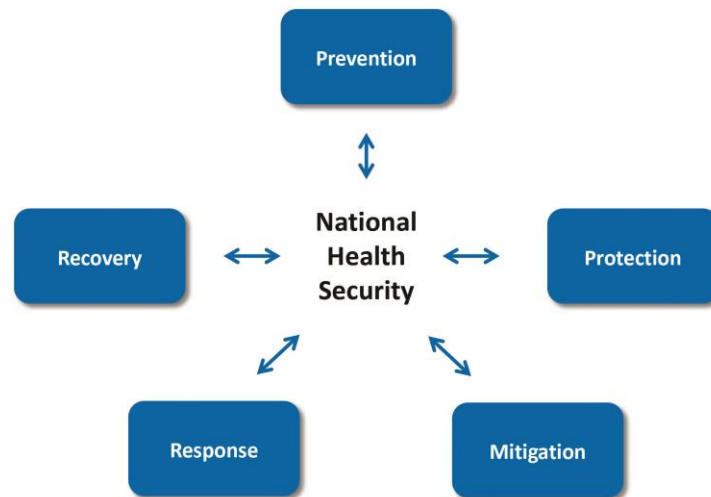 Prevention
National
Health
Security
Recovery
Protection
Response
Mitigation